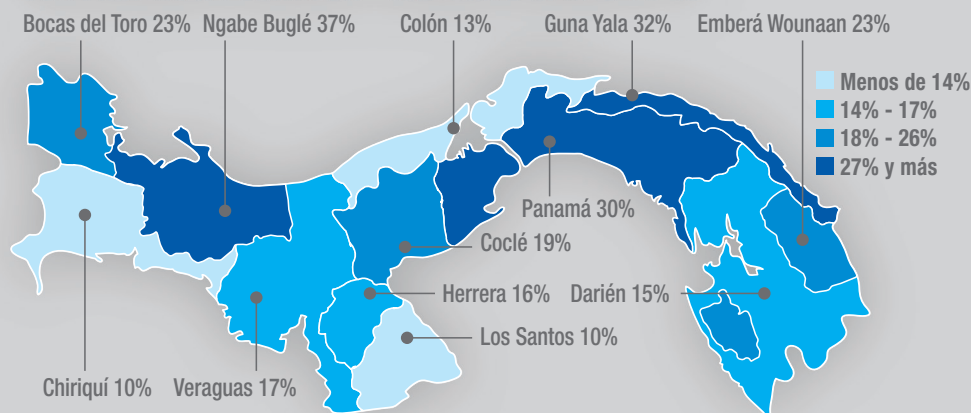 Bocas del Toro 23%
Ngabe Buglé 37%
Colón 13%
Guna Yala 32%
Emberá Wounaan 23%
Menos de 14%
14% - 17%
18% - 26%
27% y más
Panamá 30%
Coclé 19%
Herrera 16%
Darién 15%
Los Santos 10%
Chiriquí 10%
Veraguas 17%